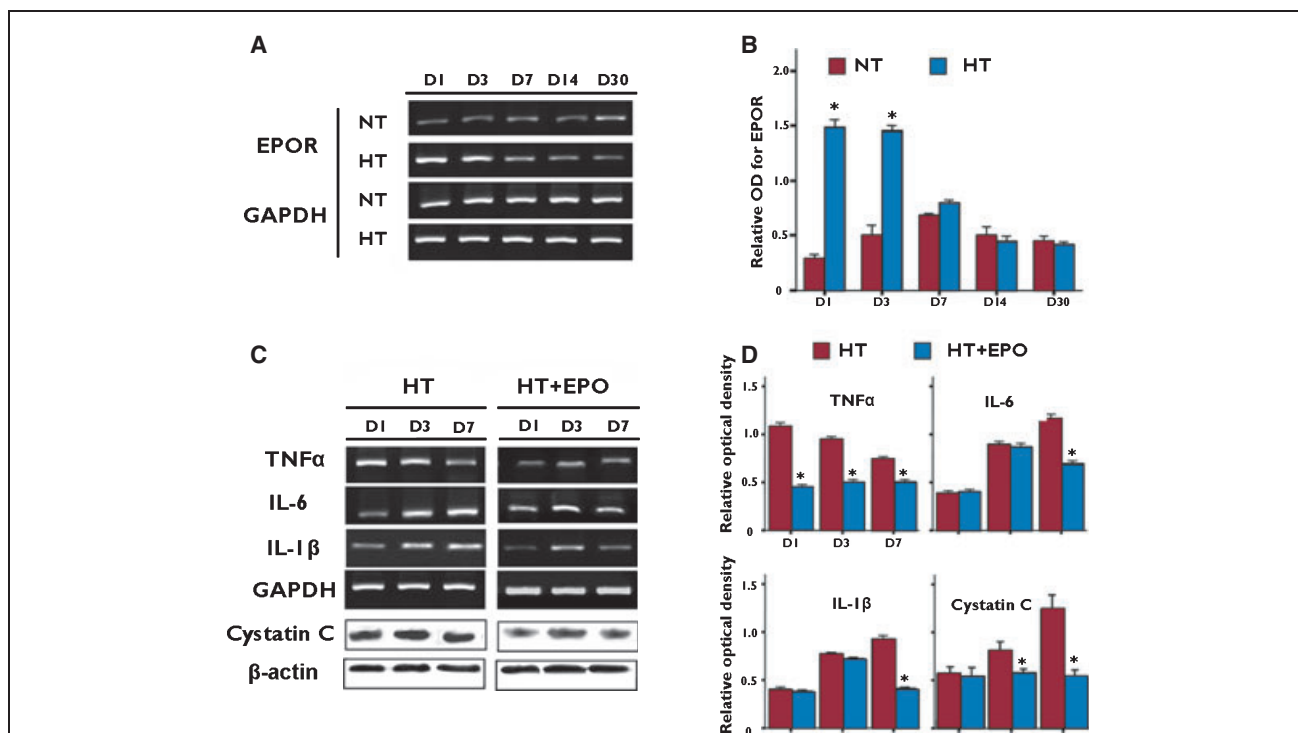 A
D1 D3 D7 D14 D30
EPOR
NT
HT
GAPDH
NT
HT
B
NT HT
Relative OD for EPOR
2.0
1.5
1.0
0.5
0
* *
D1 D3 D7 D14 D30
C
HT HT+EPO
D1 D3 D7 D1 D3 D7
TNFα
IL-6
IL-1β
GAPDH
Cystatin C
β-actin
D
HT HT+EPO
Relative optical density
1.5
1.0
0.5
0
TNFα
* * *
D1 D3 D7
IL-6
*
Relative optical density
1.5
1.0
0.5
0
IL-1β
*
Cystatin C
* *